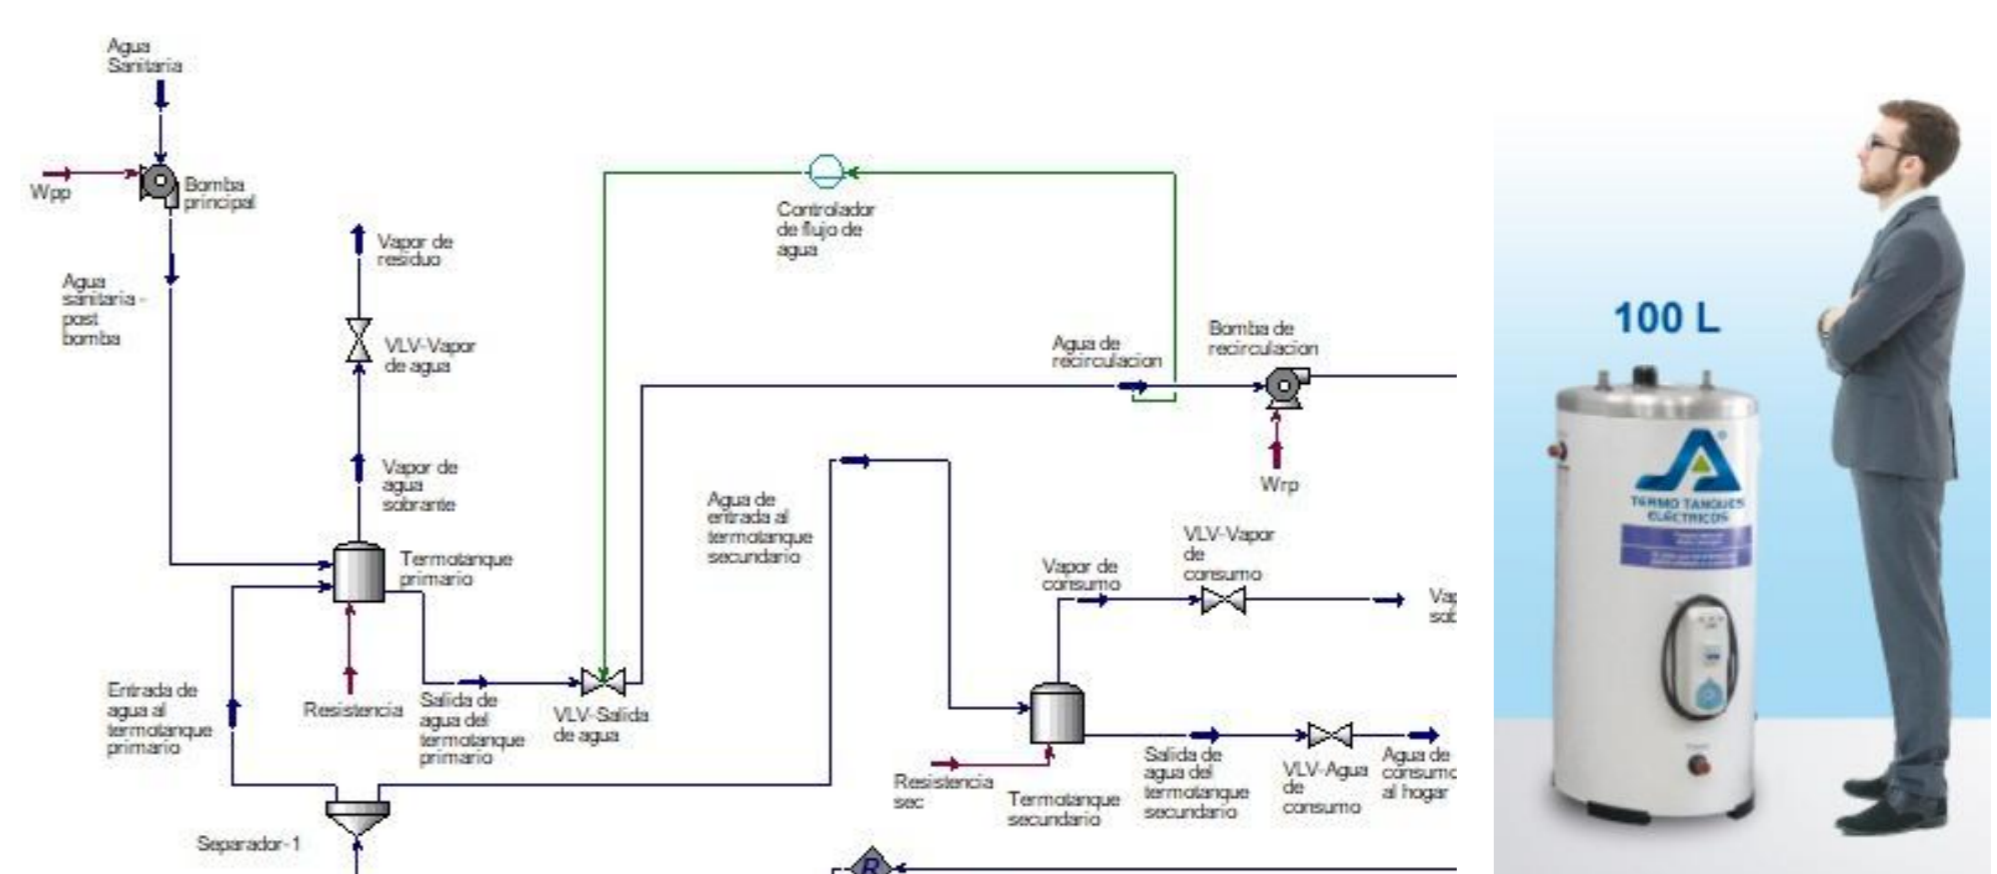 Agua
Sanitaria
Wpp
Bomba
principal
Agua
sanitaria -
post
bomba
Vapor de
residuo
VLV-Vapor
de agua
Vapor de
agua
sobrante
Termotanque
primario
Entrada de
agua al
termotanque
primario
Resistencia
Salida de
agua del
termotanque
primario
VLV-Salida
de agua
Separador-1
Controlador
de flujo de
agua
Agua de
recirculacion
Bomba de
recirculacion
Wrp
Agua de
entrada al
termotanque
secundario
Vapor de
consumo
VLV-Vapor
de
consumo
Resistencia
sec
Termotanque
secundario
Salida de
agua del
termotanque
secundario
VLV-Agua
de
consumo
Agua de
consumo
al hogar
R
100 L
TERMO TANQUES
ELÉCTRICOS